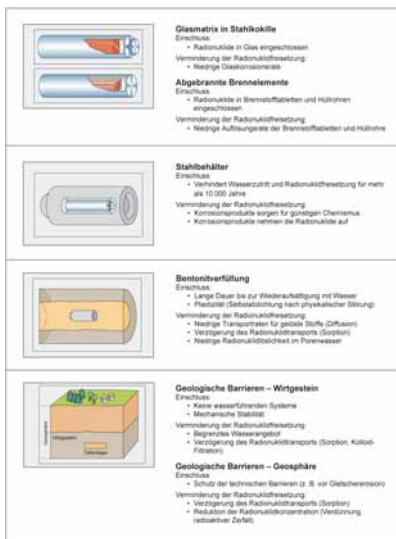 Glasmatrix in Stahlkokille
Einschluss:
• Radionuklide in Glas eingeschlossen
Verminderung der Radionuklidfreisetzung:
• Niedrige Glaskorrosionsrate
Abgebrannte Brennelemente
Einschluss:
• Radionuklide in Brennstofftabletten und Hüllrohren
eingeschlossen
Verminderung der Radionuklidfreisetzung:
• Niedrige Auflösungsrate der Brennstofftabletten und Hüllrohre
Stahlbehälter
Einschluss:
• Verhindert Wasserzutritt und Radionuklidfreisetzung für mehr
als 10 000 Jahre
Verminderung der Radionuklidfreisetzung:
• Korrosionsprodukte sorgen für günstigen Chemismus
• Korrosionsprodukte nehmen die Nuklide auf
Bentonitverfüllung
Einschluss:
• Lange Dauer bis zur Wiederaufsättigung mit Wasser
• Plastizität (Selbstabdichtung nach physikalischer Störung)
Verminderung der Radionuklidfreisetzung:
• Niedrige Transportraten für gelöste Stoffe (Diffusion)
• Verzögerung des Radionuklidtransports (Sorption)
• Niedrige Radionuklidlöslichkeit im Porenwasser
Geosphäre
Wirtgestein
Tiefenlager
Geologische Barrieren – Wirtgestein
Einschluss:
• Keine wasserführenden Systeme
• Mechanische Stabilität
Verminderung der Radionuklidfreisetzung:
• Begrenztes Wasserangebot
• Verzögerung des Radionuklidtransports (Sorption, Kolloid-
Filtration)
Geologische Barrieren – Geosphäre
Einschluss:
• Schutz der technischen Barrieren (z. B. vor Gletschererosion)
Verminderung der Radionuklidfreisetzung:
• Verzögerung des Radionuklidtransports (Sorption)
• Reduktion der Radionuklidkonzentration (Verdünnung,
radioaktiver Zerfall)